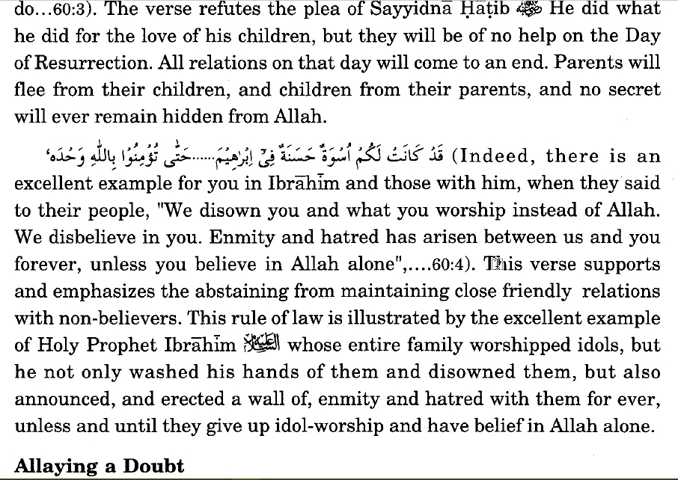 do...60:3). The verse refutes the plea of Sayyidnā Ḥāṭib ﷺ He did what
he did for the love of his children, but they will be of no help on the Day
of Resurrection. All relations on that day will come to an end. Parents will
flee from their children, and children from their parents, and no secret
will ever remain hidden from Allah.
قَدْ كَانَتْ لَكُمْ اُسْوَةٌ حَسَنَةٌ فِيْٓ اِبْرٰهِيْمَ......حَتّٰى تُؤْمِنُوْا بِاللّٰهِ وَحْدَهٗ (Indeed, there is an
excellent example for you in Ibrāhīm and those with him, when they said
to their people, "We disown you and what you worship instead of Allah.
We disbelieve in you. Enmity and hatred has arisen between us and you
forever, unless you believe in Allah alone",....60:4). This verse supports
and emphasizes the abstaining from maintaining close friendly relations
with non-believers. This rule of law is illustrated by the excellent example
of Holy Prophet Ibrāhīm whose entire family worshipped idols, but
he not only washed his hands of them and disowned them, but also
announced, and erected a wall of, enmity and hatred with them for ever,
unless and until they give up idol-worship and have belief in Allah alone.
Allaying a Doubt